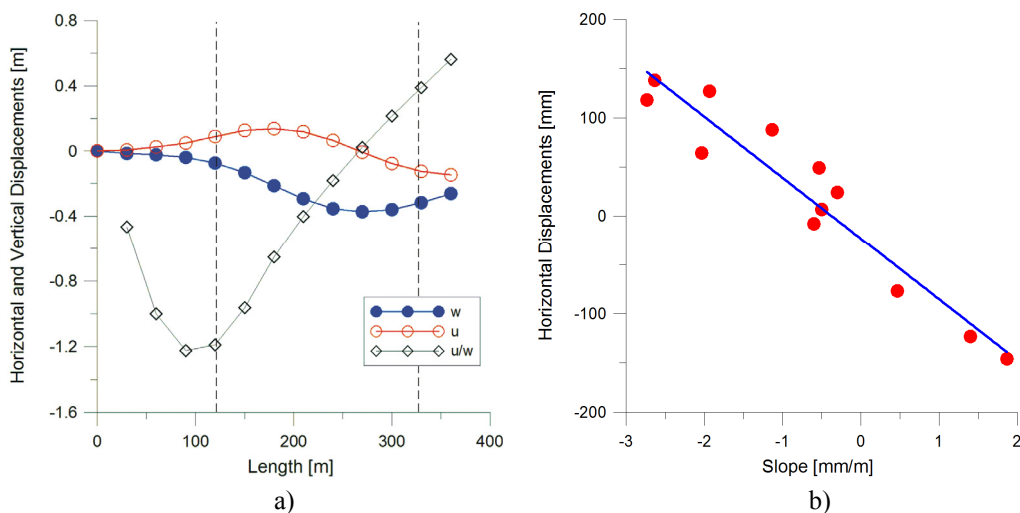 Horizontal and Vertical Displacements [m]
0.8
0.4
0
-0.4
-0.8
-1.2
-1.6
w
u
u/w
0
100
200
300
400
Length [m]
a)
Horizontal Displacements [mm]
200
100
0
-100
-200
-3
-2
-1
0
1
2
Slope [mm/m]
b)